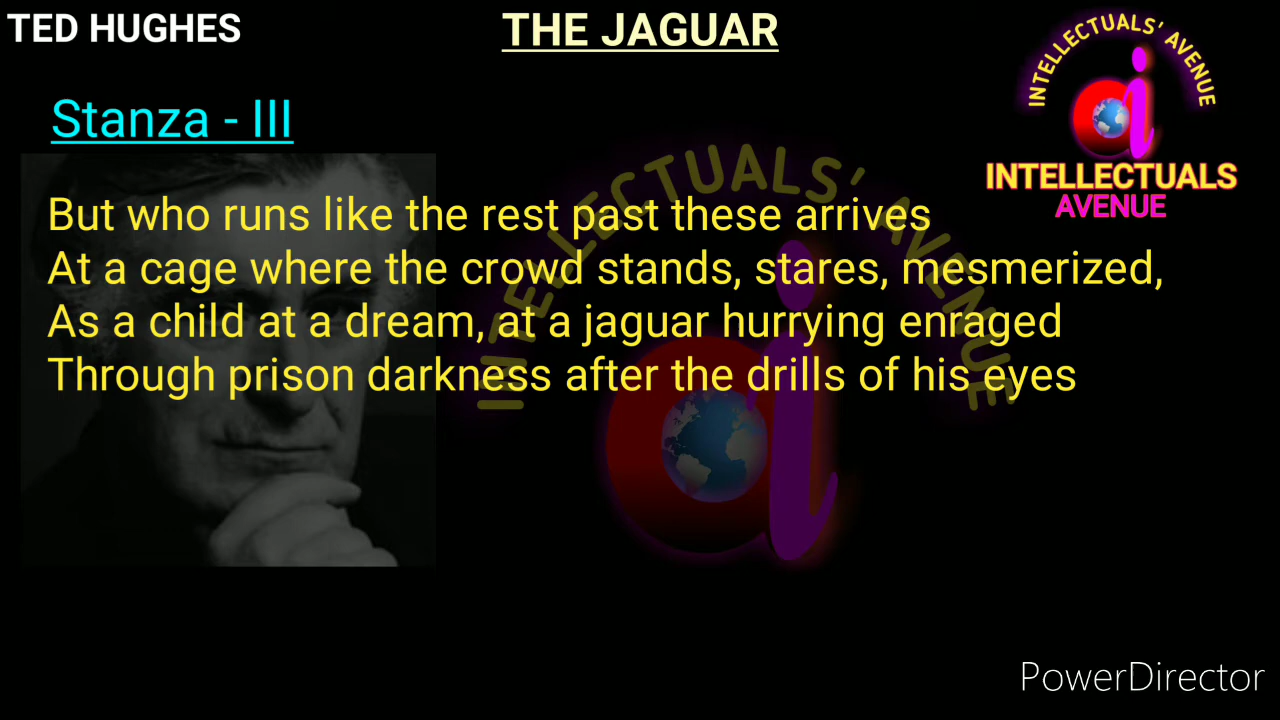 TED HUGHES
THE JAGUAR
INTELLECTUALS' AVENUE
INTELLECTUALS
AVENUE
Stanza - III
But who runs like the rest past these arrives
At a cage where the crowd stands, stares, mesmerized,
As a child at a dream, at a jaguar hurrying enraged
Through prison darkness after the drills of his eyes
INTELLECTUALS' AVENUE
PowerDirector